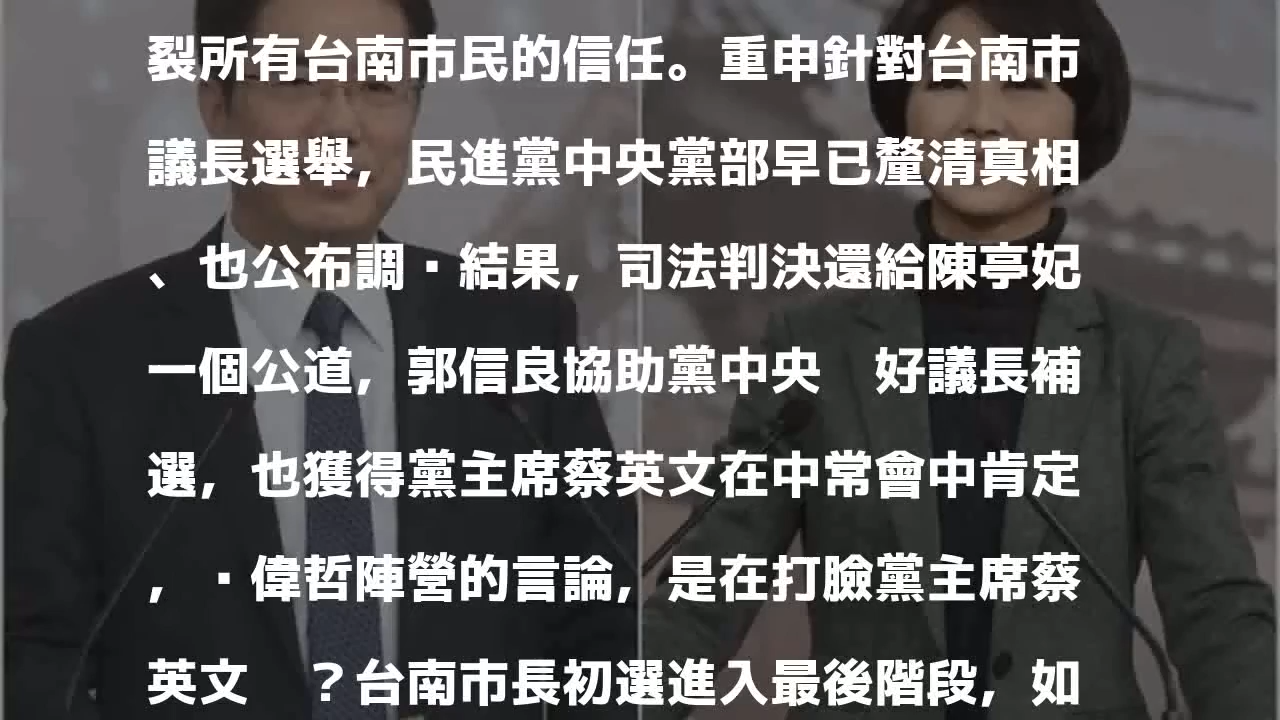 裂所有台南市民的信任。重申針對台南市
議長選舉，民進黨中央黨部早已釐清真相
、也公布調▪結果，司法判決還給陳亭妃
一個公道，郭信良協助黨中央　好議長補
選，也獲得黨主席蔡英文在中常會中肯定
，▪偉哲陣營的言論，是在打臉黨主席蔡
英文　？台南市長初選進入最後階段，如